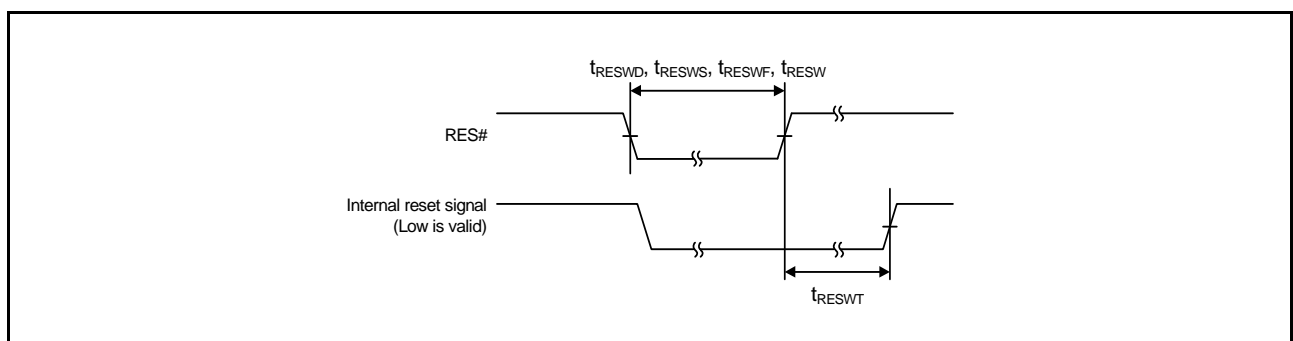 tRESWD, tRESWS, tRESWF, tRESW
RES#
Internal reset signal
(Low is valid)
tRESWT